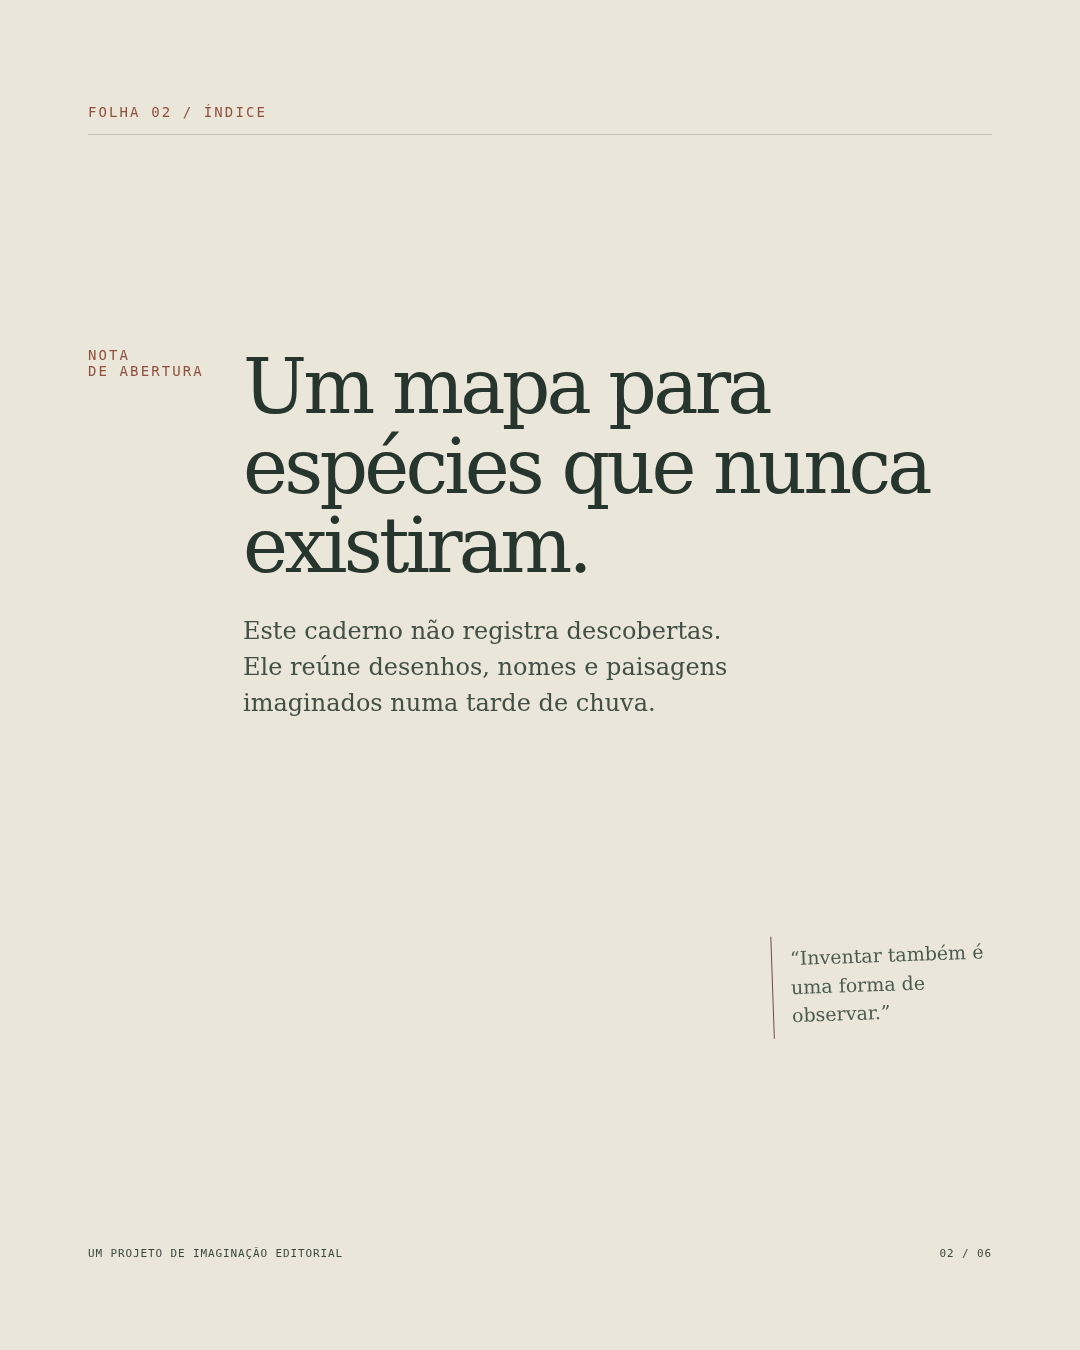 FOLHA 02 / ÍNDICE
NOTA
DE ABERTURA
Um mapa para
espécies que nunca
existiram.
Este caderno não registra descobertas.
Ele reúne desenhos, nomes e paisagens
imaginados numa tarde de chuva.
“Inventar também é
uma forma de
observar.”
UM PROJETO DE IMAGINAÇÃO EDITORIAL
02 / 06